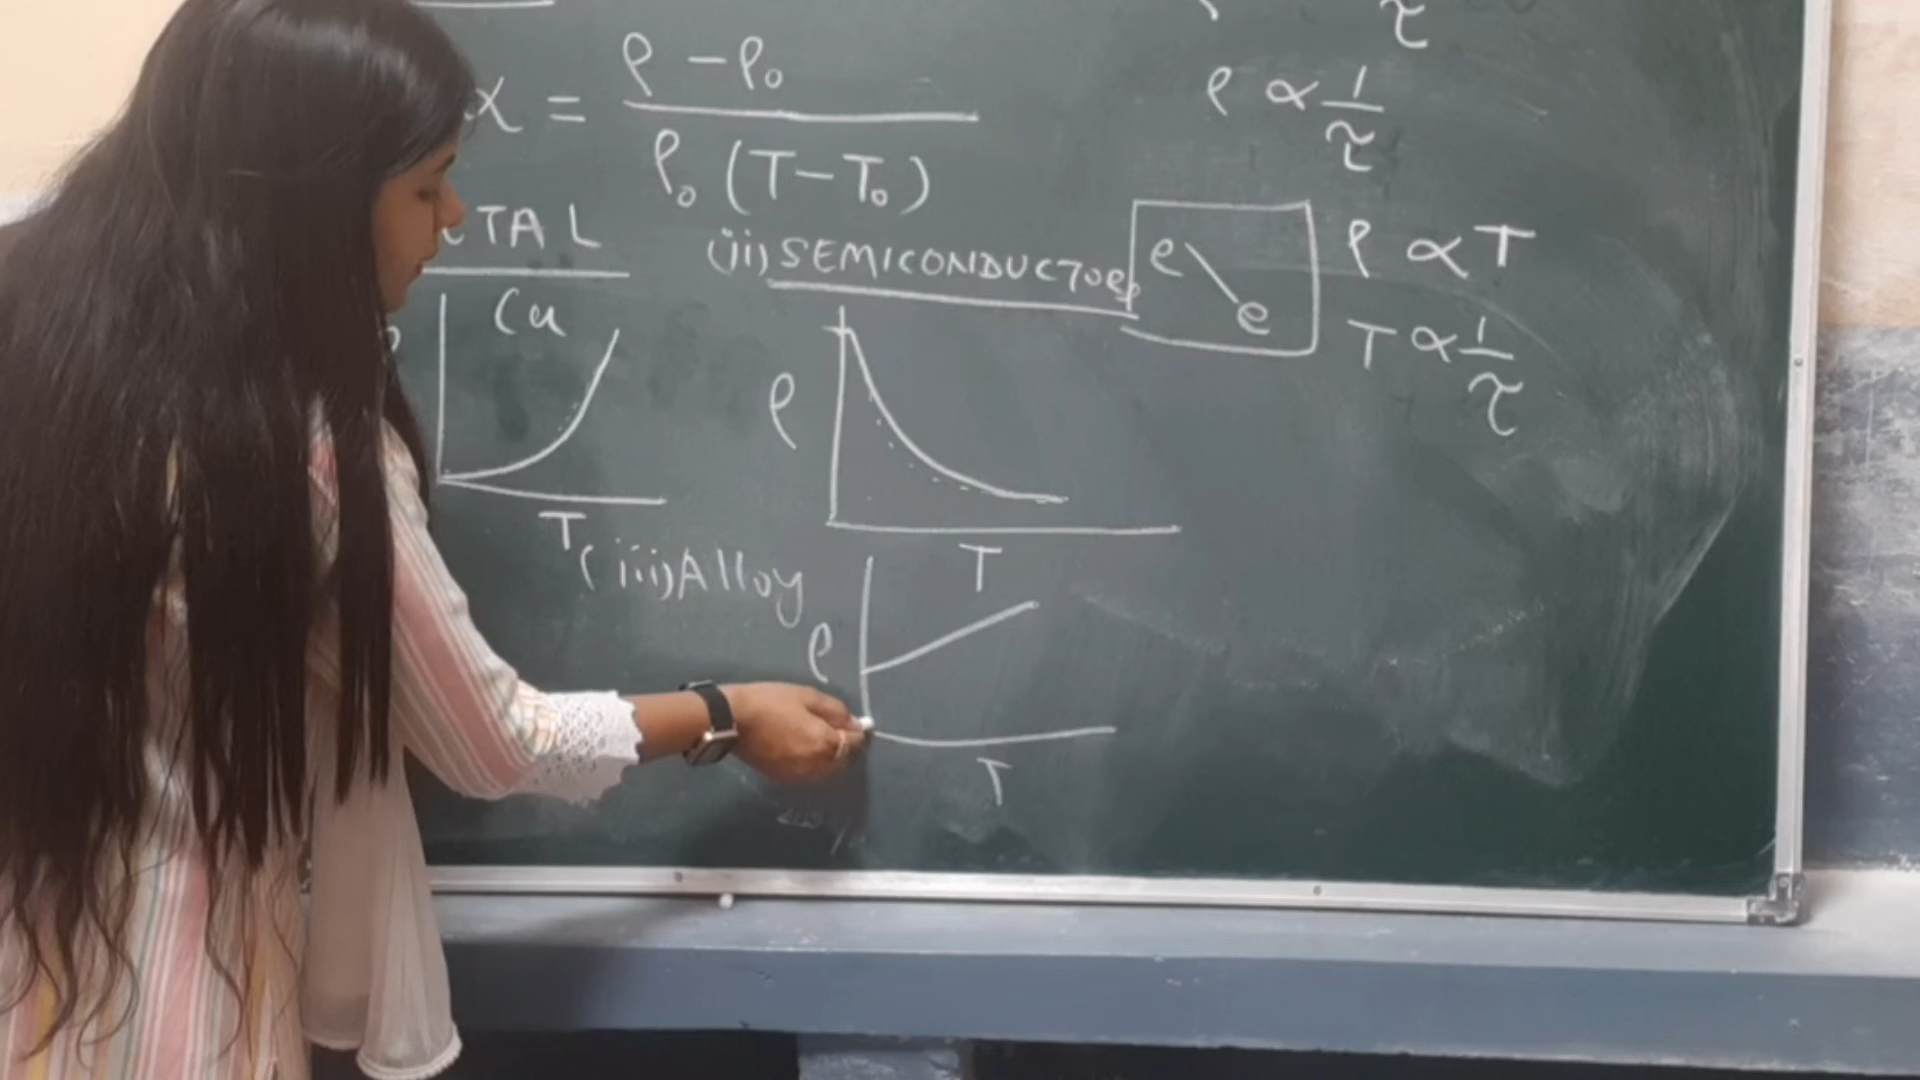 α = ρ - ρ₀ / ρ₀ (T - T₀)
ρ ∝ 1/τ
TAL
(ii) SEMICONDUCTOR
e
e
ρ ∝ T
T ∝ 1/τ
Cu
T
ρ
T
(iii) Alloy
ρ
T